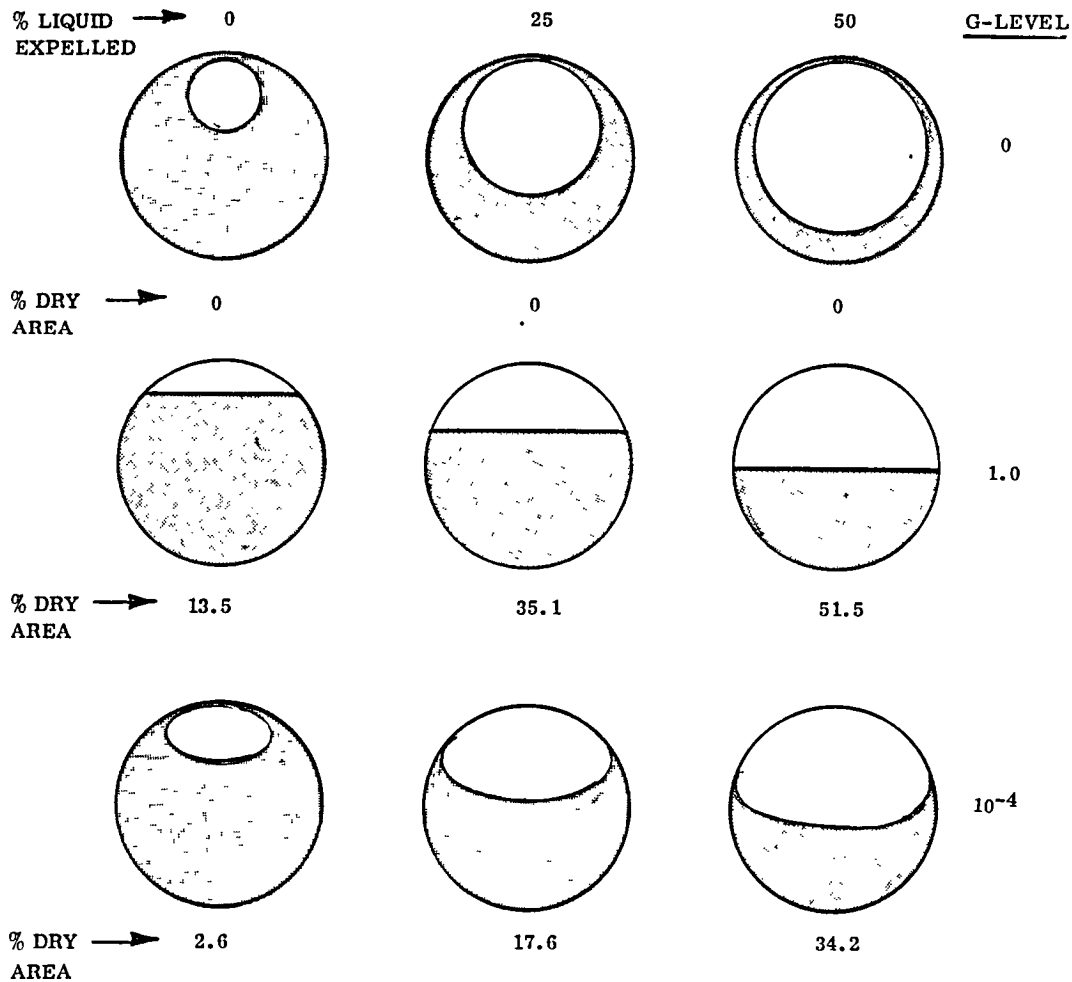 % LIQUID EXPELLED 0 25 50 G-LEVEL
0
% DRY AREA 0 0 0
1.0
% DRY AREA 13.5 35.1 51.5
10⁻⁴
% DRY AREA 2.6 17.6 34.2